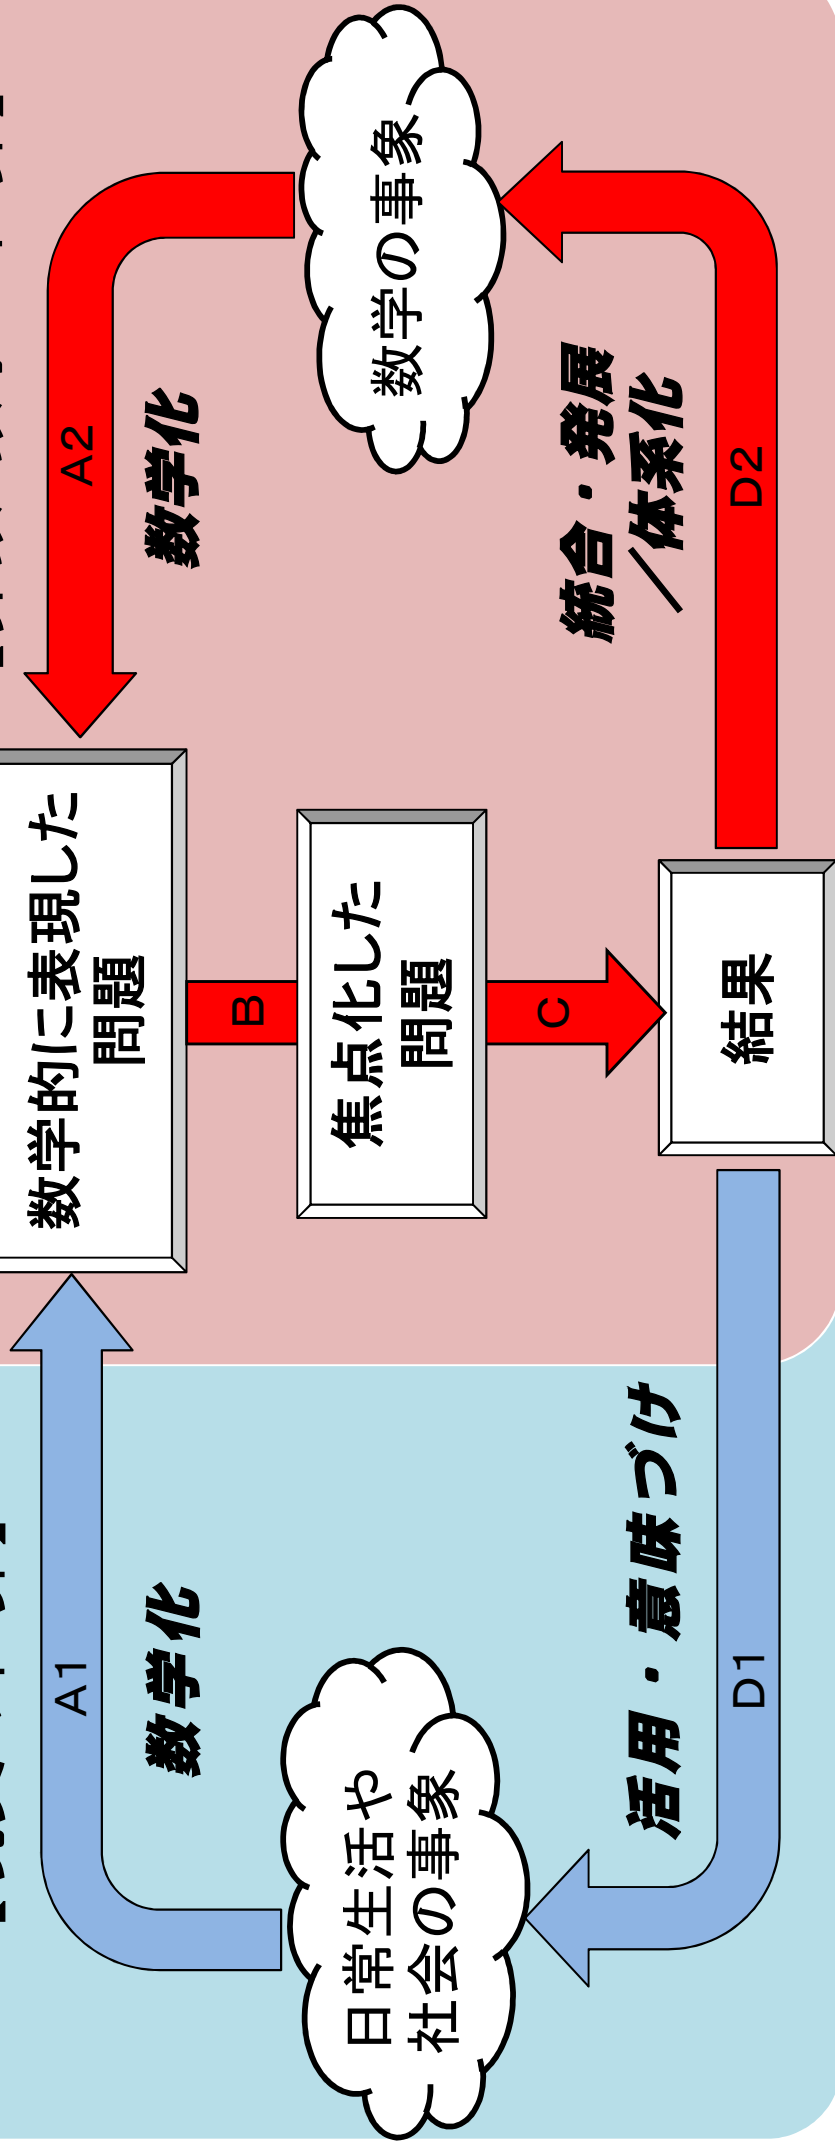 A1
数学化
日常生活や
社会の事象
活用・意味づけ
D1
数学的に表現した
問題
B
焦点化した
問題
C
結果
A2
数学化
数学の事象
統合・発展
／体系化
D2